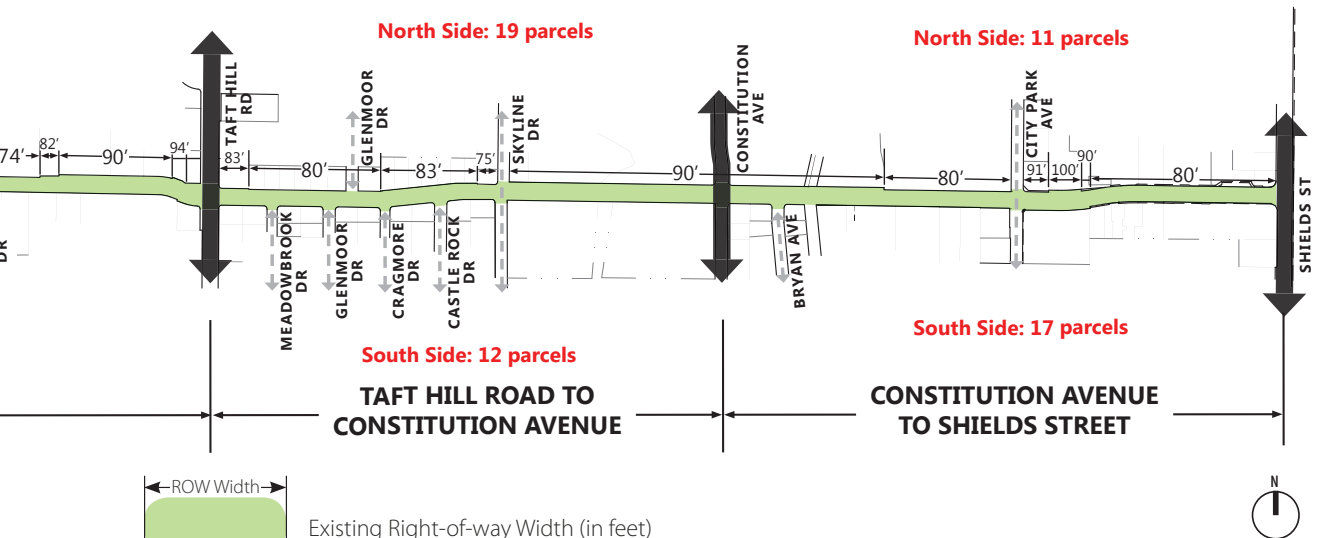 North Side: 19 parcels
North Side: 11 parcels
TAFT HILL
RD
GLENMOOR
DR
SKYLINE
DR
CONSTITUTION
AVE
CITY PARK
AVE
74’
82’
90’
94’
83’
80’
83’
75’
90’
80’
91’
100’
90’
80’
DR
MEADOWBROOK
DR
GLENMOOR
DR
CRAGMORE
DR
CASTLE ROCK
DR
BRYAN AVE
SHIELDS ST
South Side: 12 parcels
South Side: 17 parcels
TAFT HILL ROAD TO
CONSTITUTION AVENUE
CONSTITUTION AVENUE
TO SHIELDS STREET
ROW Width
Existing Right-of-way Width (in feet)
N